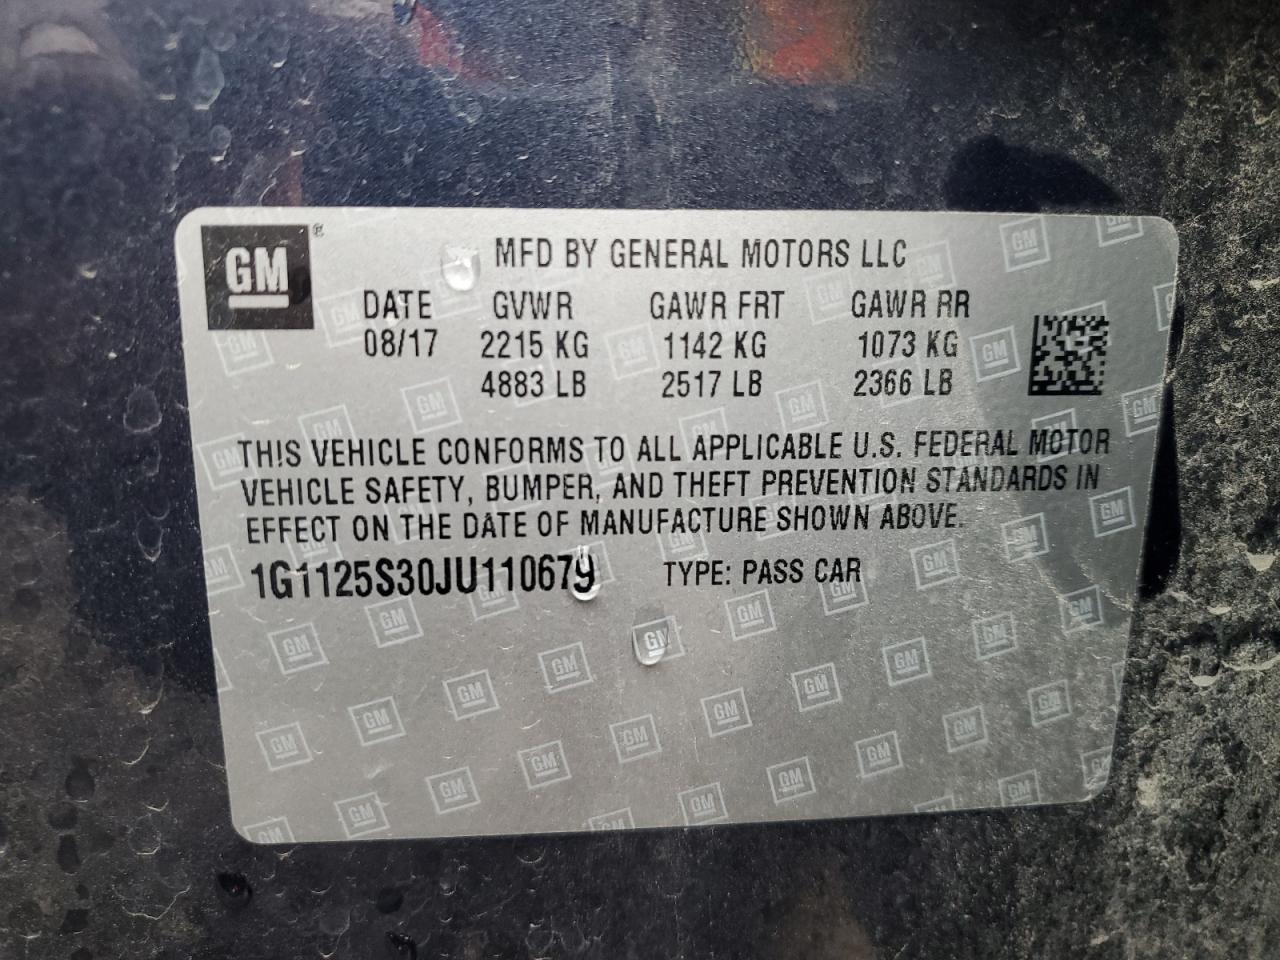 GM®
MFD BY GENERAL MOTORS LLC
DATE GVWR GAWR FRT GAWR RR
08/17 2215 KG 1142 KG 1073 KG
4883 LB 2517 LB 2366 LB
THIS VEHICLE CONFORMS TO ALL APPLICABLE U.S. FEDERAL MOTOR
VEHICLE SAFETY, BUMPER, AND THEFT PREVENTION STANDARDS IN
EFFECT ON THE DATE OF MANUFACTURE SHOWN ABOVE.
1G1125S30JU110679 TYPE: PASS CAR